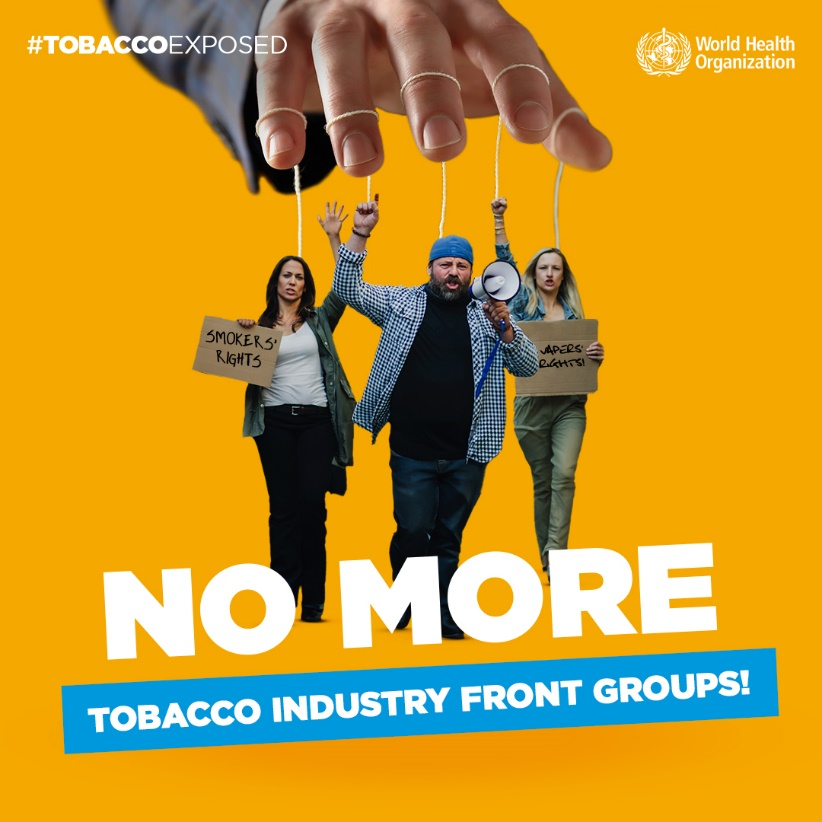 #TOBACCOEXPOSED
World Health
Organization
SMOKERS'
RIGHTS
VAPERS'
RIGHTS!
NO MORE
TOBACCO INDUSTRY FRONT GROUPS!